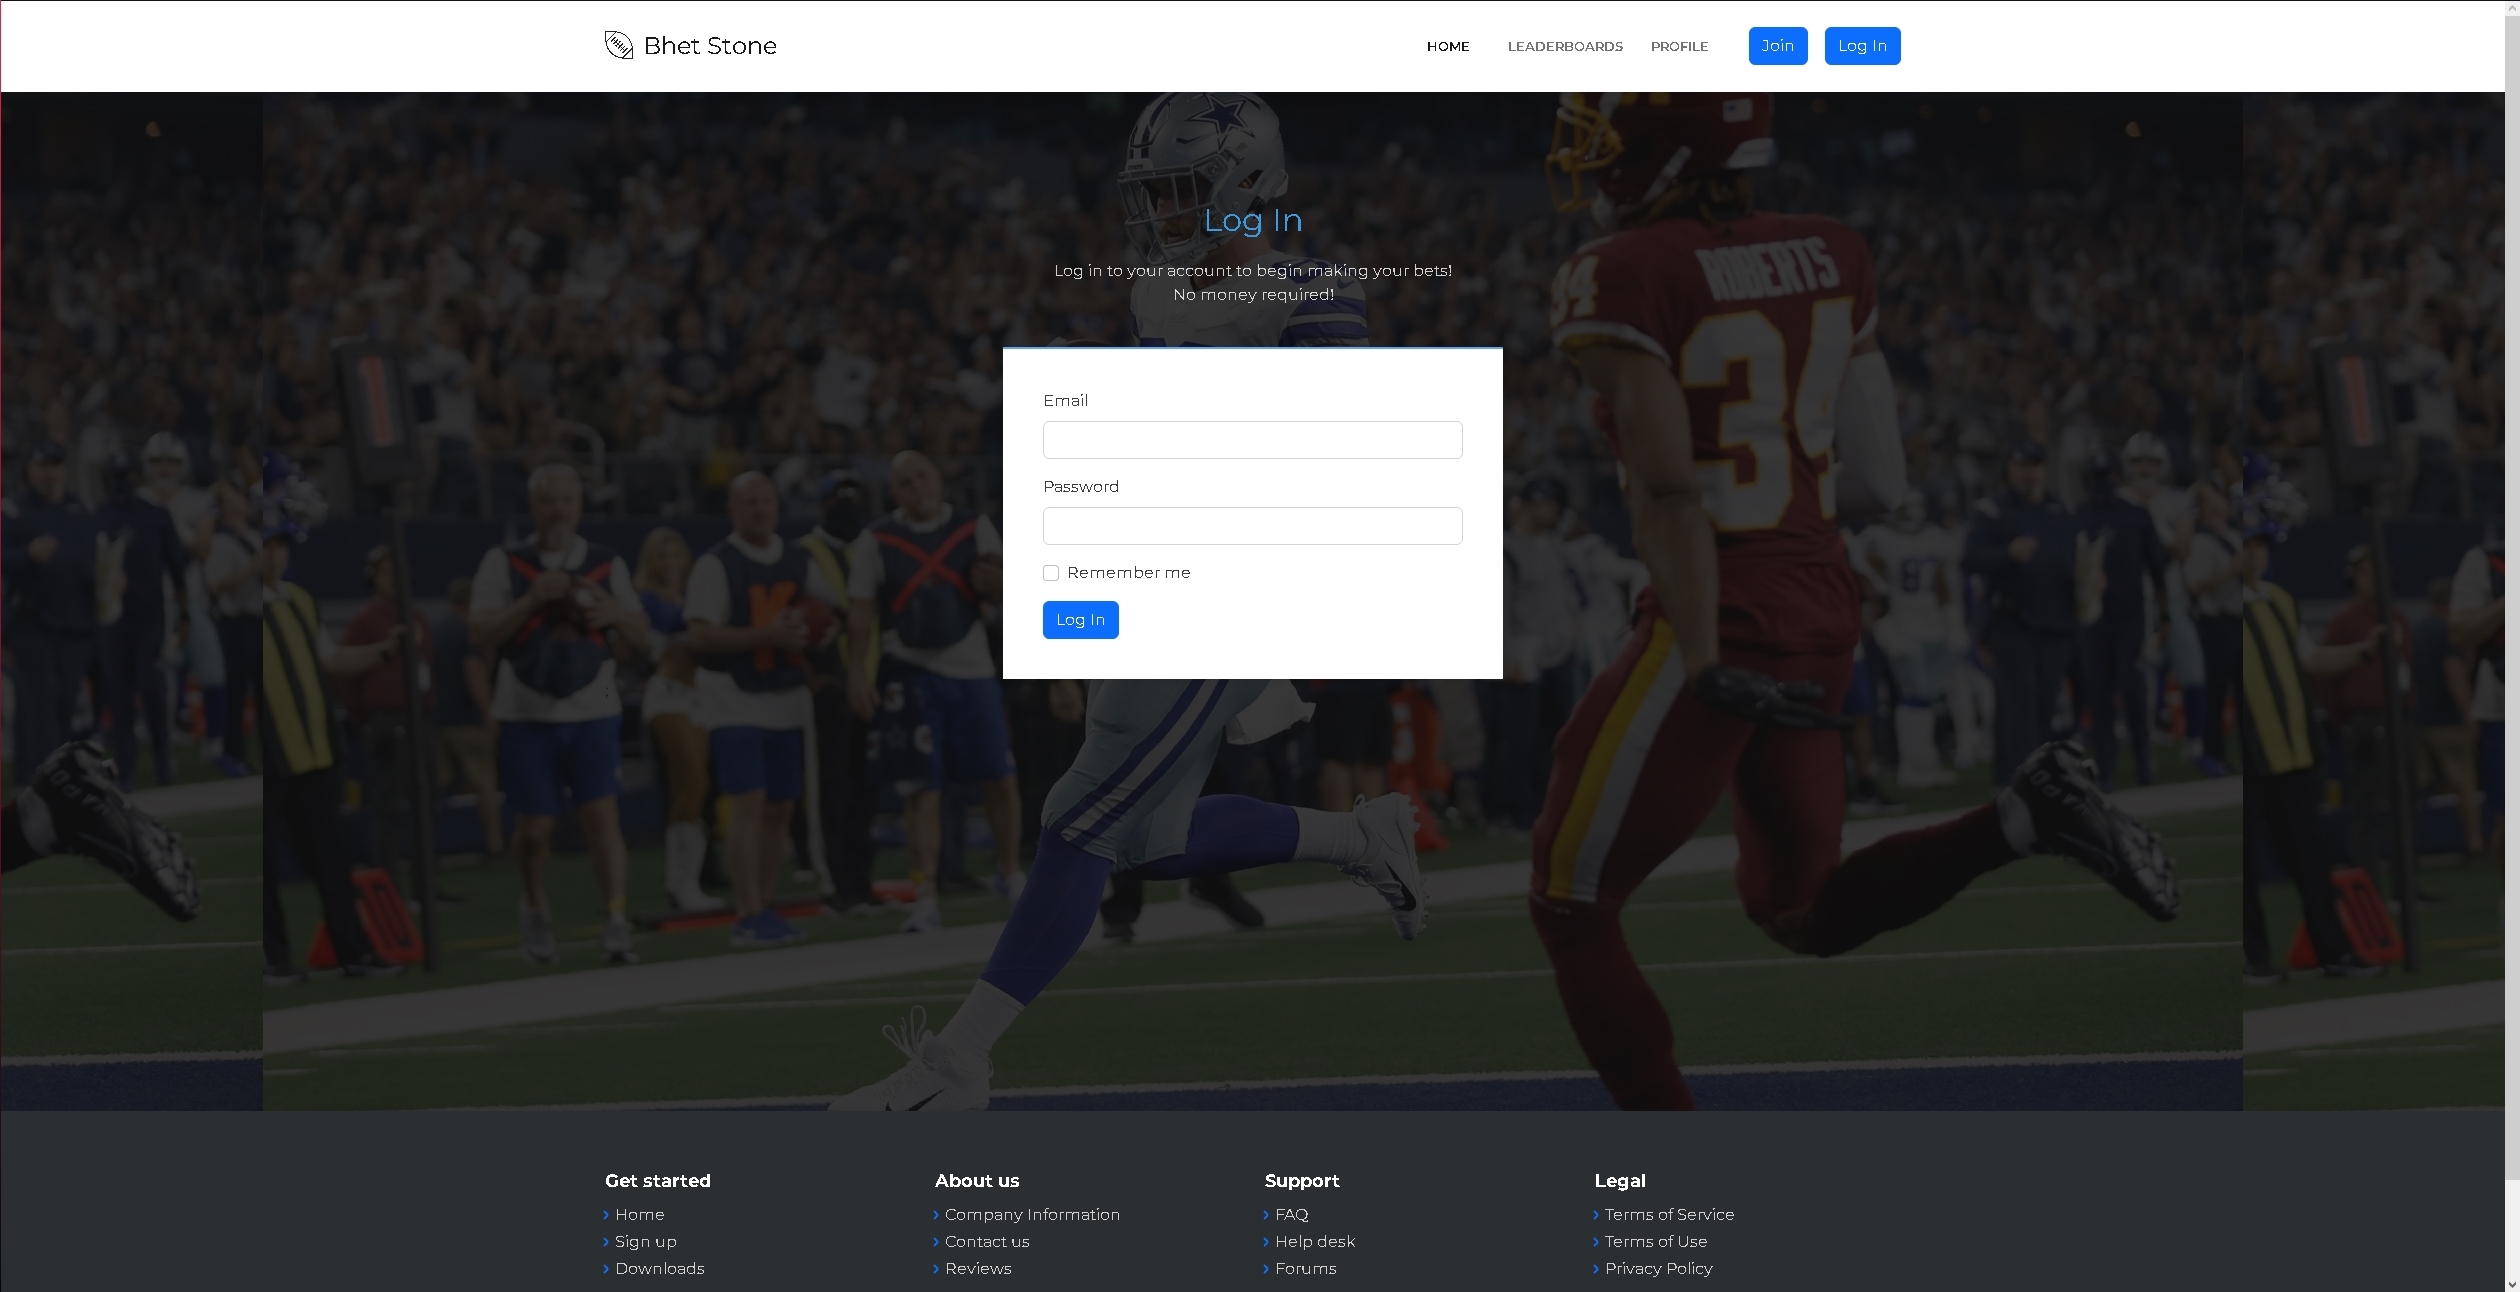 Bhet Stone
HOME LEADERBOARDS PROFILE Join Log In
ROBERTS
34
34
Log In
Log in to your account to begin making your bets!
No money required!
Email
Password
Remember me
Log In
Get started
Home
Sign up
Downloads
About us
Company Information
Contact us
Reviews
Support
FAQ
Help desk
Forums
Legal
Terms of Service
Terms of Use
Privacy Policy